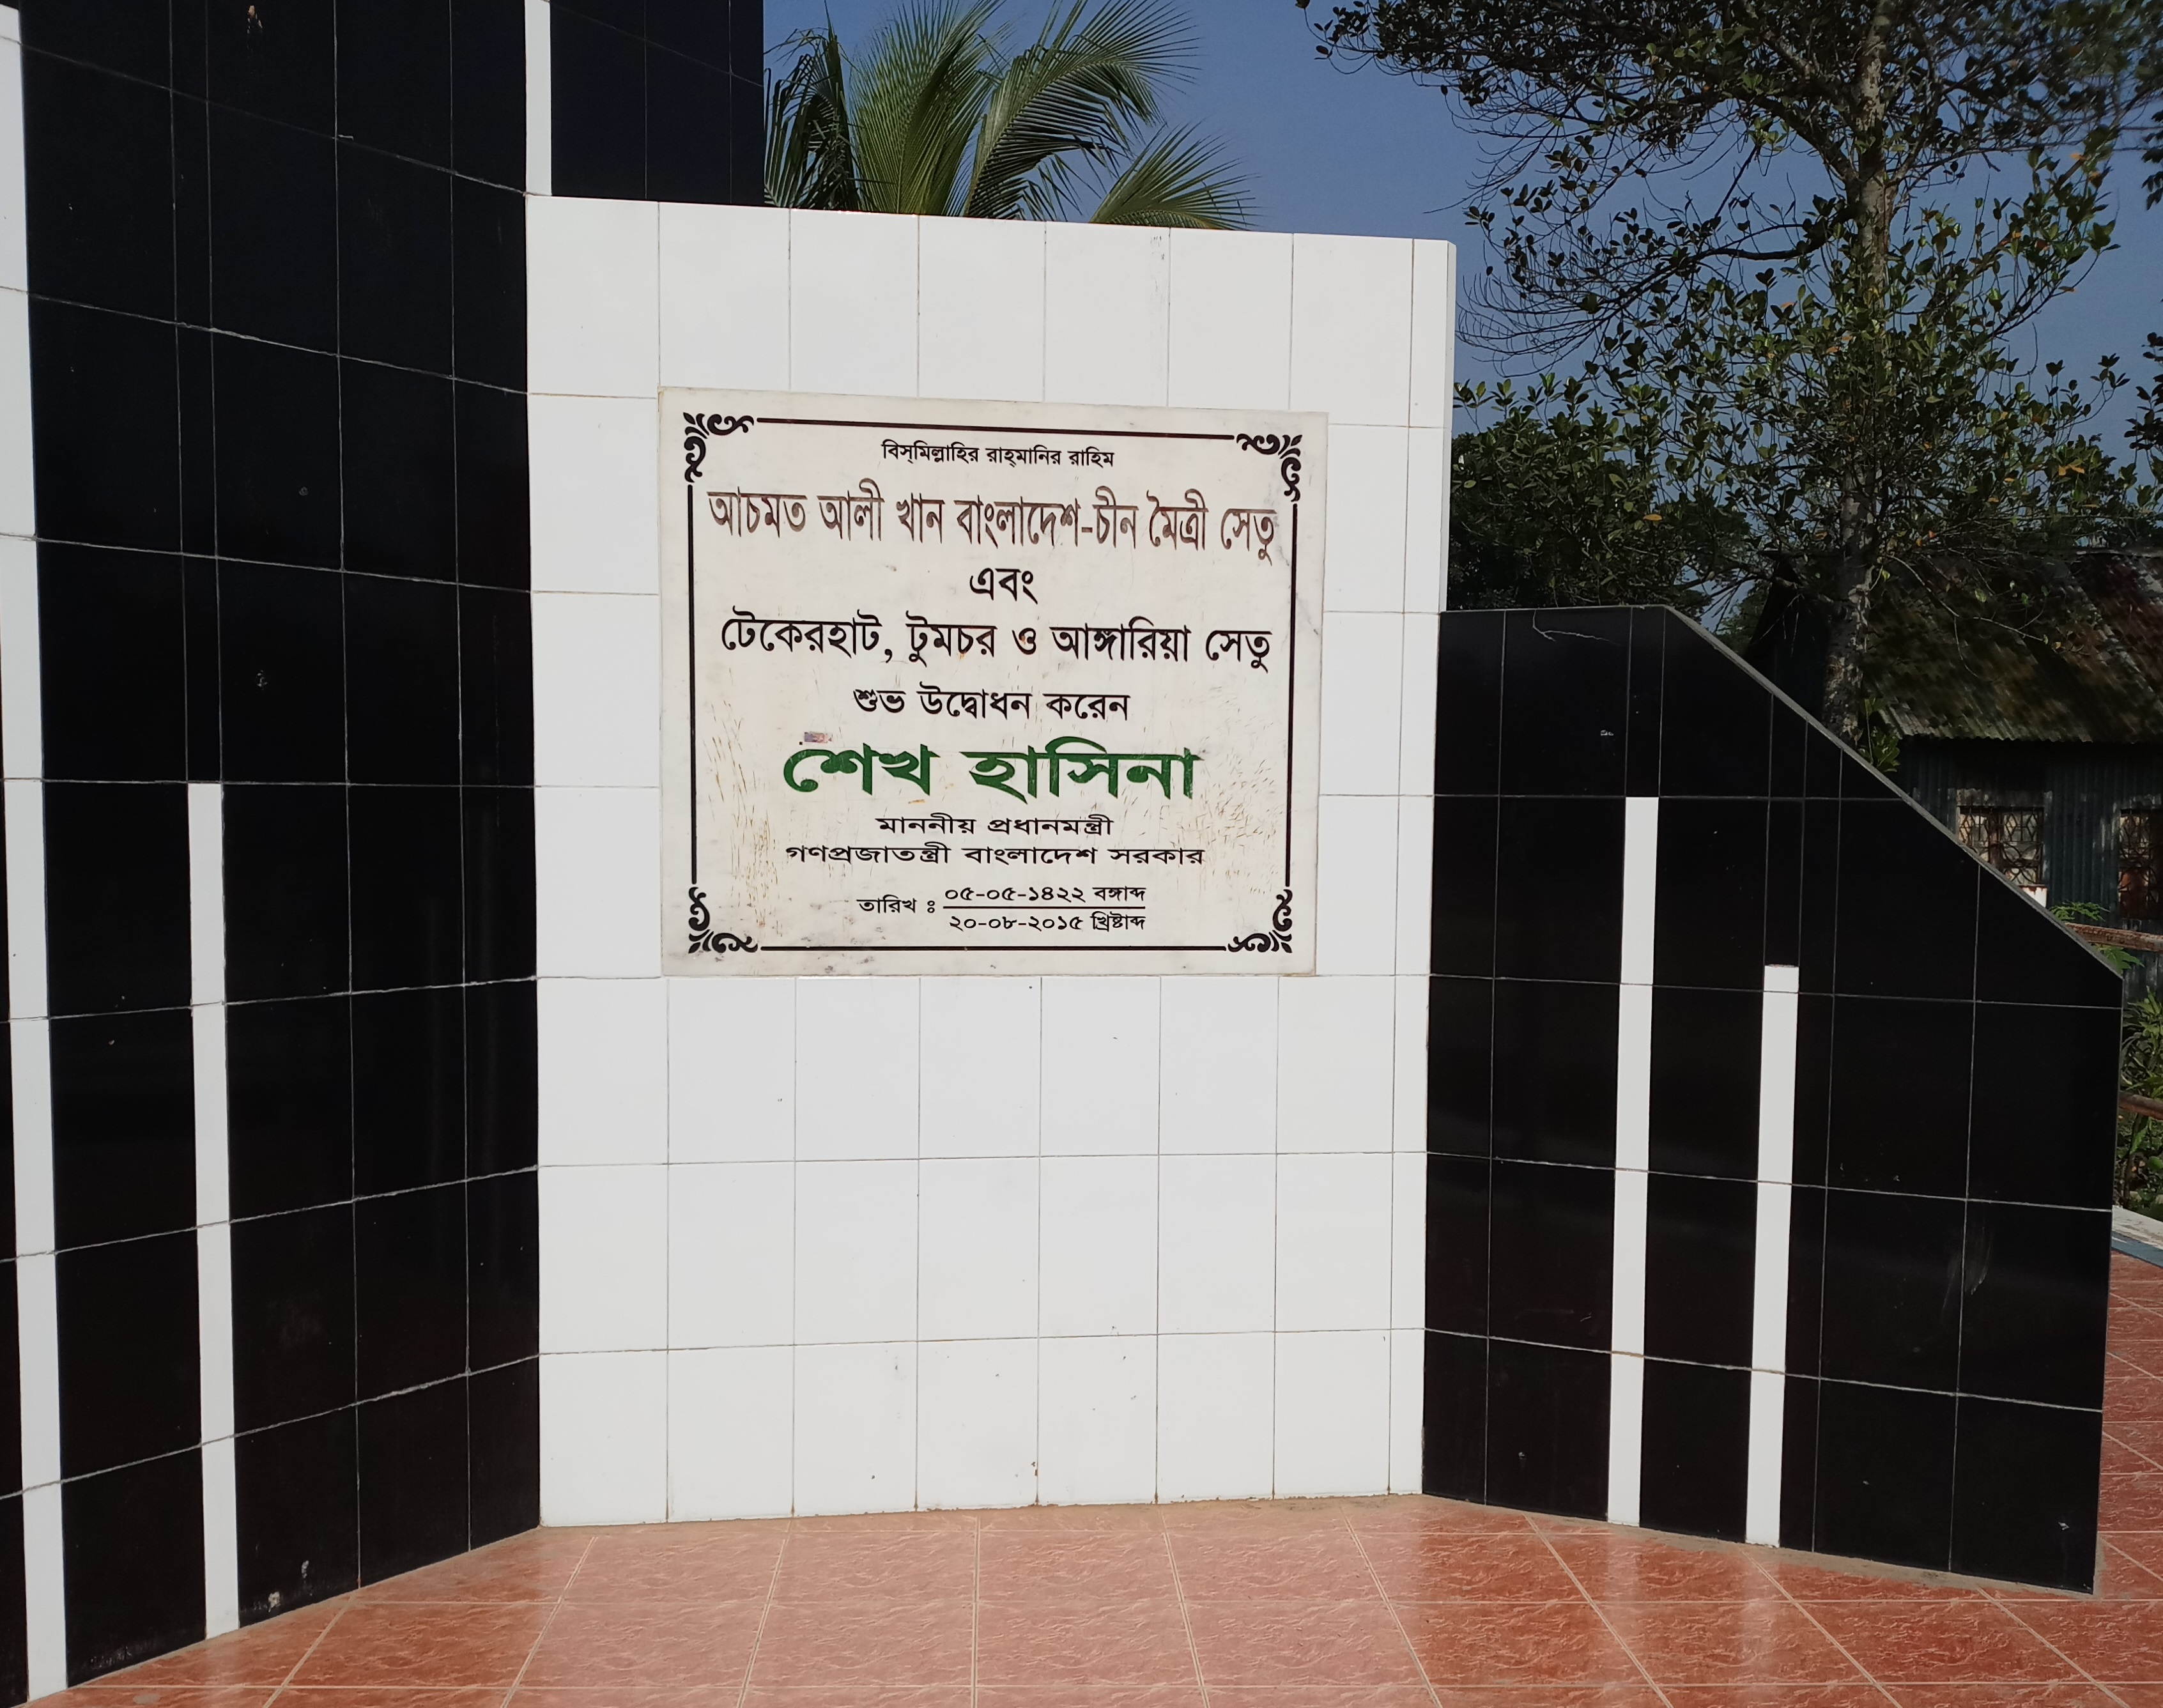 বিস্‌মিল্লাহির রাহ্‌মানির রাহিম
আচমত আলী খান বাংলাদেশ-চীন মৈত্রী সেতু
এবং
টেকেরহাট, টুমচর ও আঙ্গারিয়া সেতু
শুভ উদ্বোধন করেন
শেখ হাসিনা
মাননীয় প্রধানমন্ত্রী
গণপ্রজাতন্ত্রী বাংলাদেশ সরকার
তারিখ ঃ ০৫-০৫-১৪২২ বঙ্গাব্দ
২০-০৮-২০১৫ খ্রিষ্টাব্দ